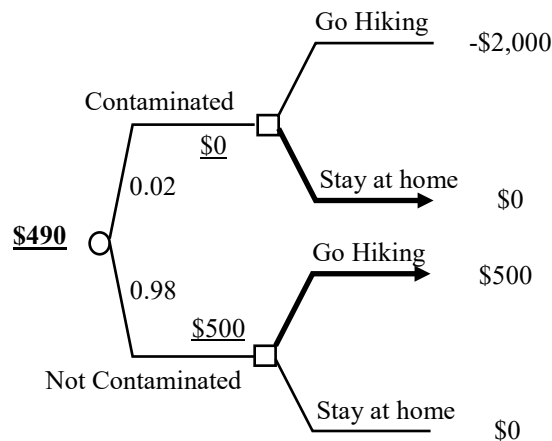 Go Hiking
-$2,000
Contaminated
$0
0.02
Stay at home
$0
$490
Go Hiking
$500
0.98
$500
Not Contaminated
Stay at home
$0